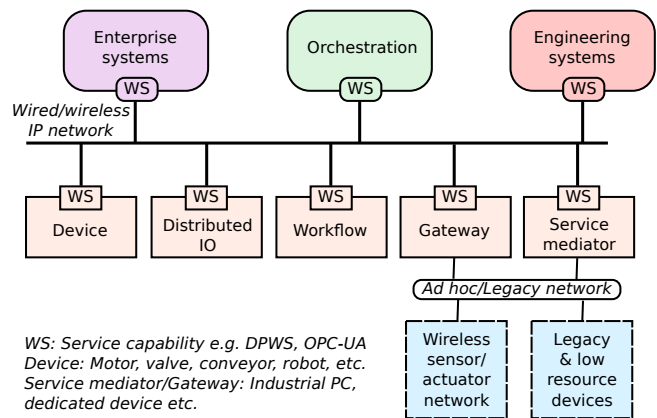 Enterprise
systems
WS
Orchestration
WS
Engineering
systems
WS
Wired/wireless
IP network
WS
Device
WS
Distributed
IO
WS
Workflow
WS
Gateway
WS
Service
mediator
Ad hoc/Legacy network
Wireless
sensor/
actuator
network
Legacy
& low
resource
devices
WS: Service capability e.g. DPWS, OPC-UA
Device: Motor, valve, conveyor, robot, etc.
Service mediator/Gateway: Industrial PC,
dedicated device etc.